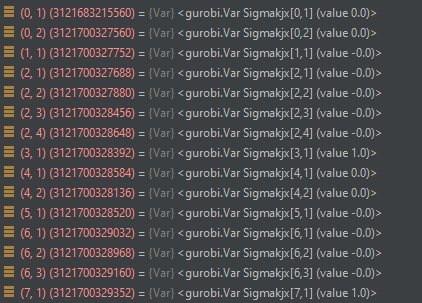 (0, 1) (3121683215560) = {Var} <gurobi.Var Sigmakjx[0,1] (value 0.0)>
(0, 2) (3121700327560) = {Var} <gurobi.Var Sigmakjx[0,2] (value 0.0)>
(1, 1) (3121700327752) = {Var} <gurobi.Var Sigmakjx[1,1] (value -0.0)>
(2, 1) (3121700327688) = {Var} <gurobi.Var Sigmakjx[2,1] (value -0.0)>
(2, 2) (3121700327880) = {Var} <gurobi.Var Sigmakjx[2,2] (value -0.0)>
(2, 3) (3121700328456) = {Var} <gurobi.Var Sigmakjx[2,3] (value -0.0)>
(2, 4) (3121700328648) = {Var} <gurobi.Var Sigmakjx[2,4] (value -0.0)>
(3, 1) (3121700328392) = {Var} <gurobi.Var Sigmakjx[3,1] (value 1.0)>
(4, 1) (3121700328584) = {Var} <gurobi.Var Sigmakjx[4,1] (value 0.0)>
(4, 2) (3121700328136) = {Var} <gurobi.Var Sigmakjx[4,2] (value 0.0)>
(5, 1) (3121700328520) = {Var} <gurobi.Var Sigmakjx[5,1] (value -0.0)>
(6, 1) (3121700329032) = {Var} <gurobi.Var Sigmakjx[6,1] (value -0.0)>
(6, 2) (3121700328968) = {Var} <gurobi.Var Sigmakjx[6,2] (value -0.0)>
(6, 3) (3121700329160) = {Var} <gurobi.Var Sigmakjx[6,3] (value -0.0)>
(7, 1) (3121700329352) = {Var} <gurobi.Var Sigmakjx[7,1] (value 1.0)>